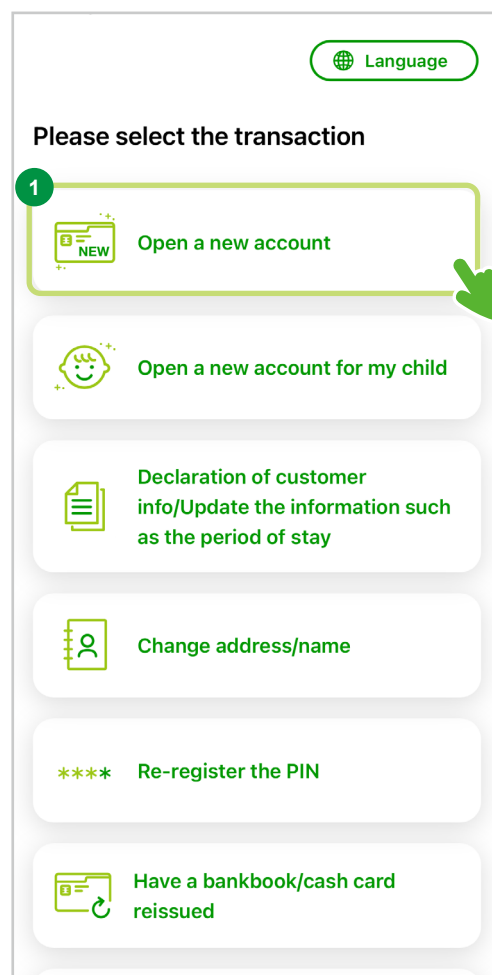 Language
Please select the transaction
1
NEW
Open a new account
Open a new account for my child
Declaration of customer
info/Update the information such
as the period of stay
Change address/name
****
Re-register the PIN
Have a bankbook/cash card
reissued